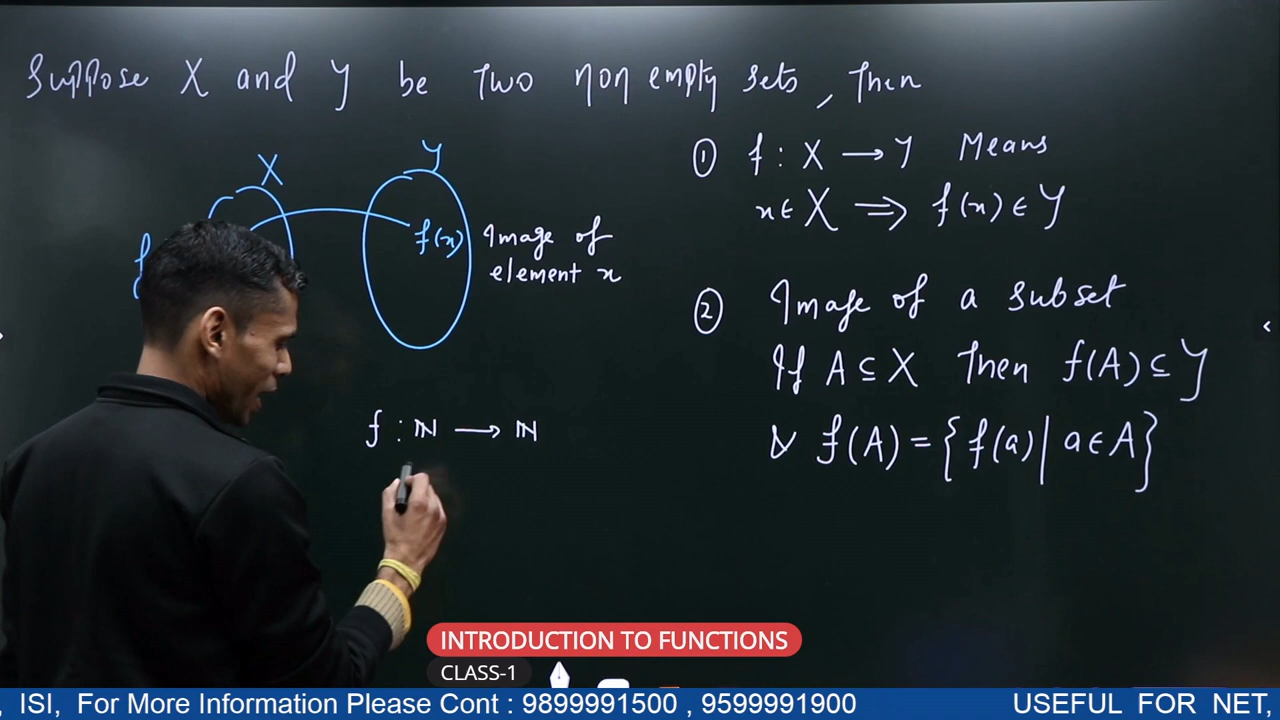 Suppose X and Y be two non empty sets, Then
X
Y
f
f(x)
Image of
element x
f : ℕ → ℕ
① f : X → Y Means
x ∈ X ⇒ f(x) ∈ Y
② Image of a subset
If A ⊆ X Then f(A) ⊆ Y
& f(A) = {f(a) | a ∈ A}
INTRODUCTION TO FUNCTIONS
CLASS-1
, ISI, For More Information Please Cont : 9899991500 , 9599991900 USEFUL FOR NET,